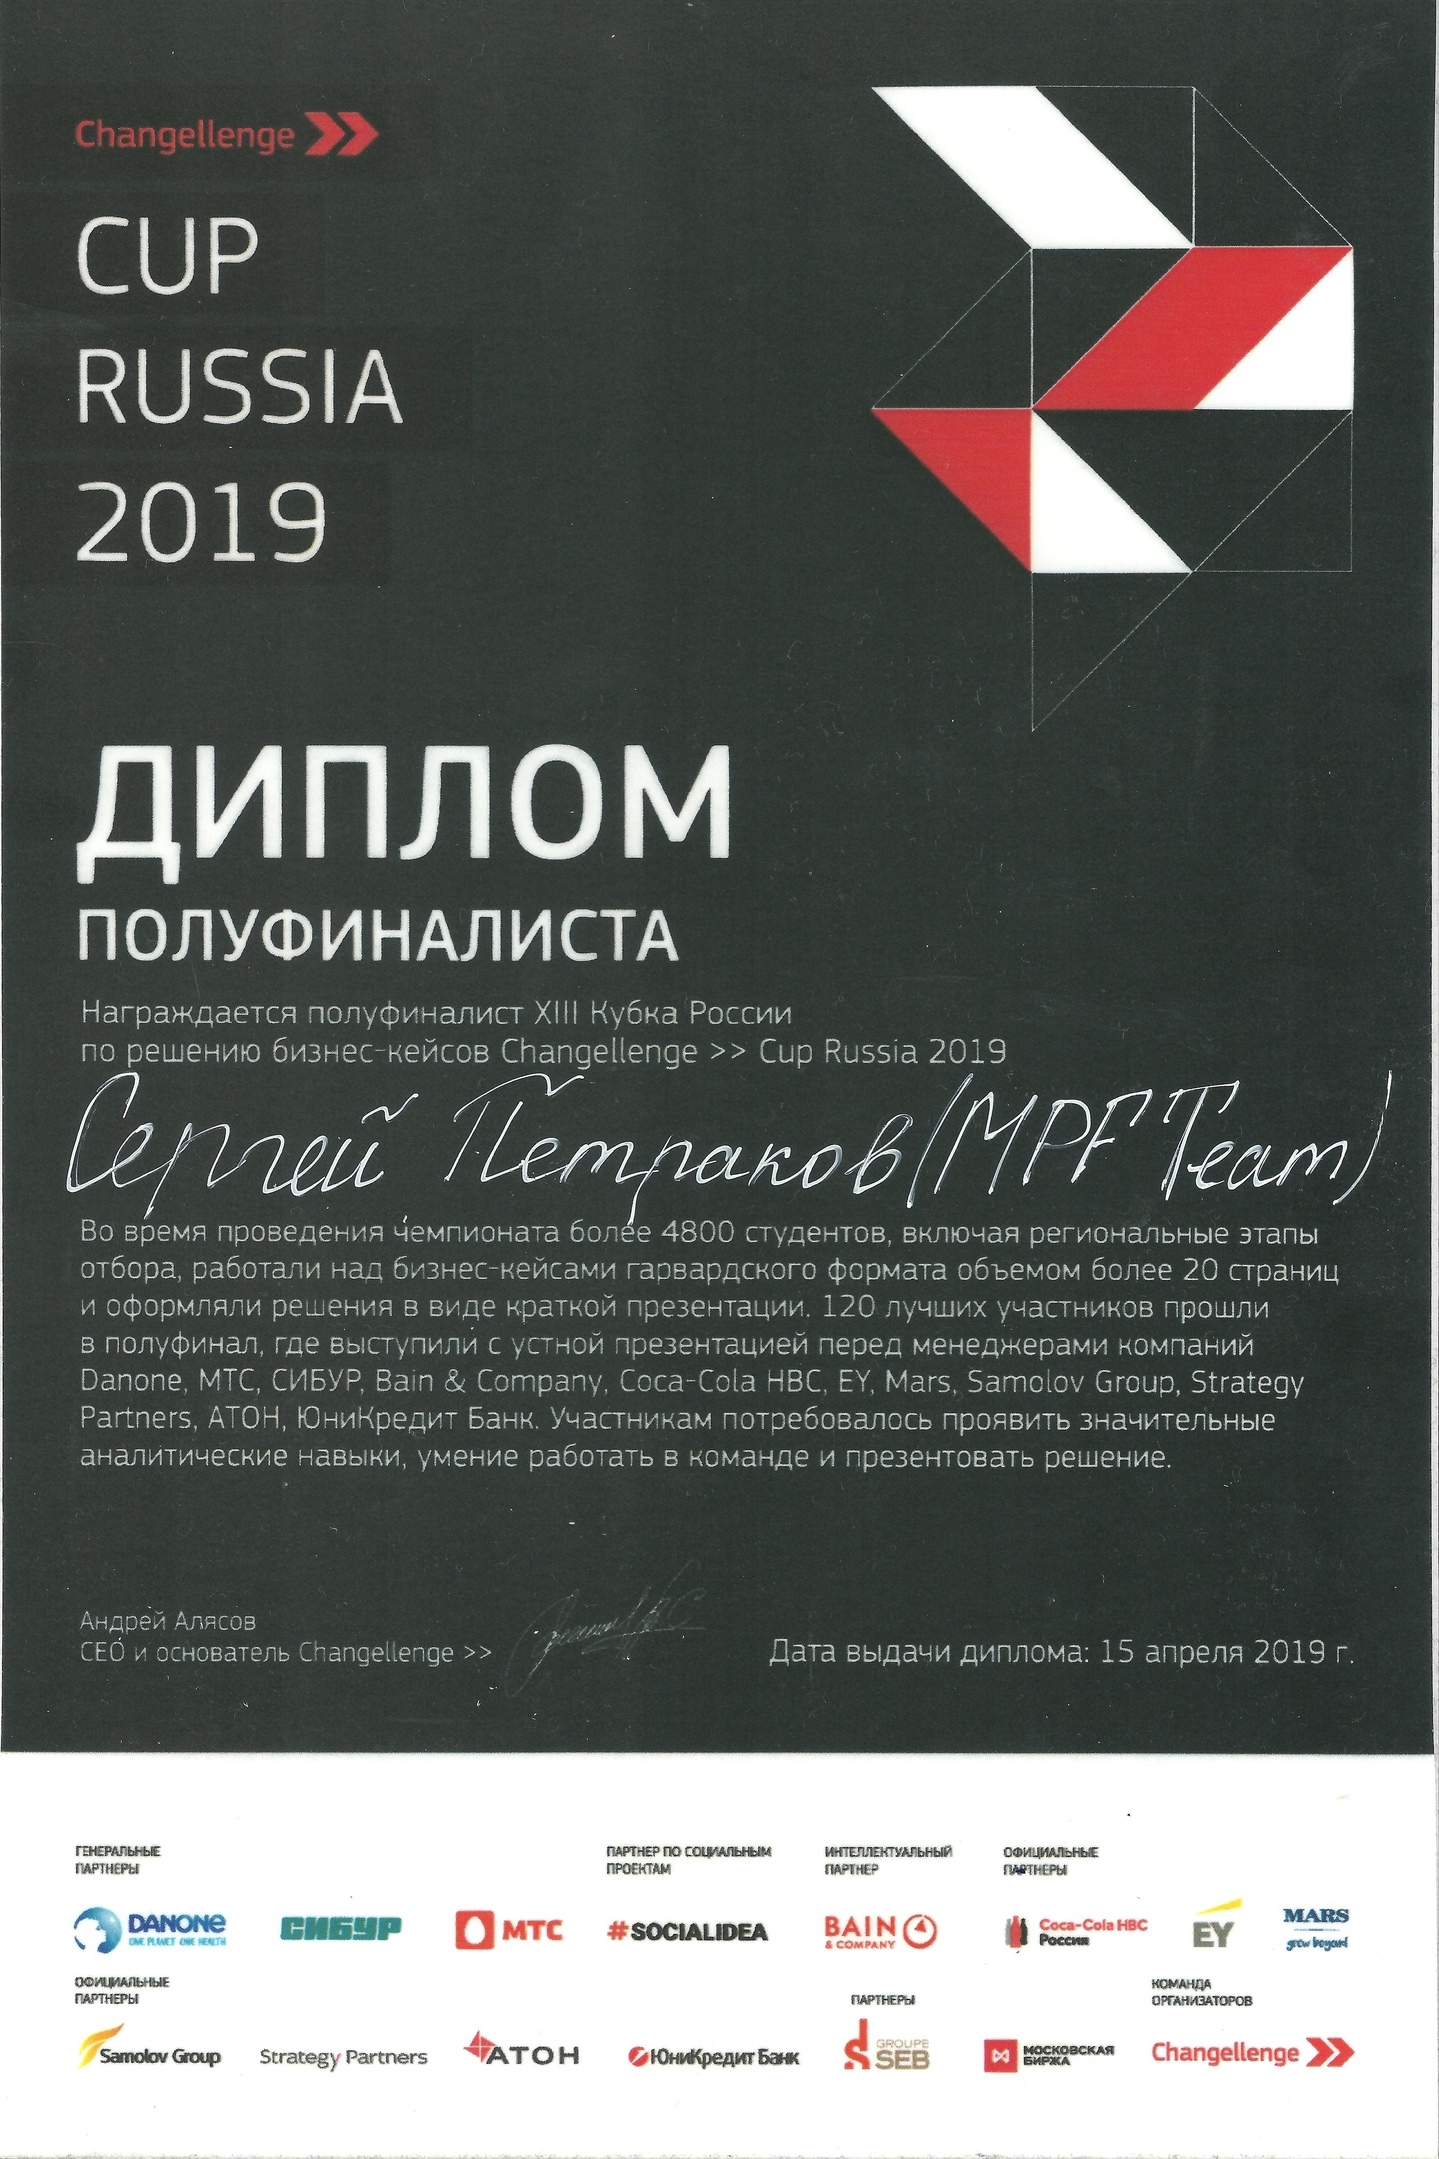 Changellenge >>
CUP
RUSSIA
2019
ДИПЛОМ
ПОЛУФИНАЛИСТА
Награждается полуфиналист XIII Кубка России
по решению бизнес-кейсов Changellenge >> Cup Russia 2019
Сергей Петраков (MPF Team)
Во время проведения чемпионата более 4800 студентов, включая региональные этапы
отбора, работали над бизнес-кейсами гарвардского формата объемом более 20 страниц
и оформляли решения в виде краткой презентации. 120 лучших участников прошли
в полуфинал, где выступили с устной презентацией перед менеджерами компаний
Danone, МТС, СИБУР, Bain & Company, Coca-Cola HBC, EY, Mars, Samolov Group, Strategy
Partners, АТОН, ЮниКредит Банк. Участникам потребовалось проявить значительные
аналитические навыки, умение работать в команде и презентовать решение.
Андрей Алясов
CEO и основатель Changellenge >>
Дата выдачи диплома: 15 апреля 2019 г.
ГЕНЕРАЛЬНЫЕ
ПАРТНЕРЫ
ПАРТНЕР ПО СОЦИАЛЬНЫМ
ПРОЕКТАМ
ИНТЕЛЛЕКТУАЛЬНЫЙ
ПАРТНЕР
ОФИЦИАЛЬНЫЕ
ПАРТНЕРЫ
DANONE
ONE PLANET. ONE HEALTH
СИБУР
МТС
#SOCIALIDEA
BAIN
& COMPANY
Coca-Cola HBC
Россия
EY
MARS
grow beyond
ОФИЦИАЛЬНЫЕ
ПАРТНЕРЫ
ПАРТНЕРЫ
КОМАНДА
ОРГАНИЗАТОРОВ
Samolov Group
Strategy Partners
АТОН
ЮниКредит Банк
GROUPE
SEB
МОСКОВСКАЯ
БИРЖА
Changellenge >>